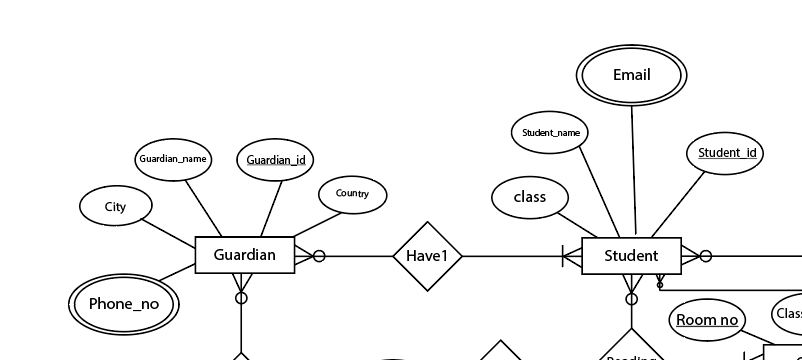 Email
Student_name
Student_id
Guardian_name
Guardian_id
Country
class
City
Guardian
Have1
Student
Phone_no
Room no